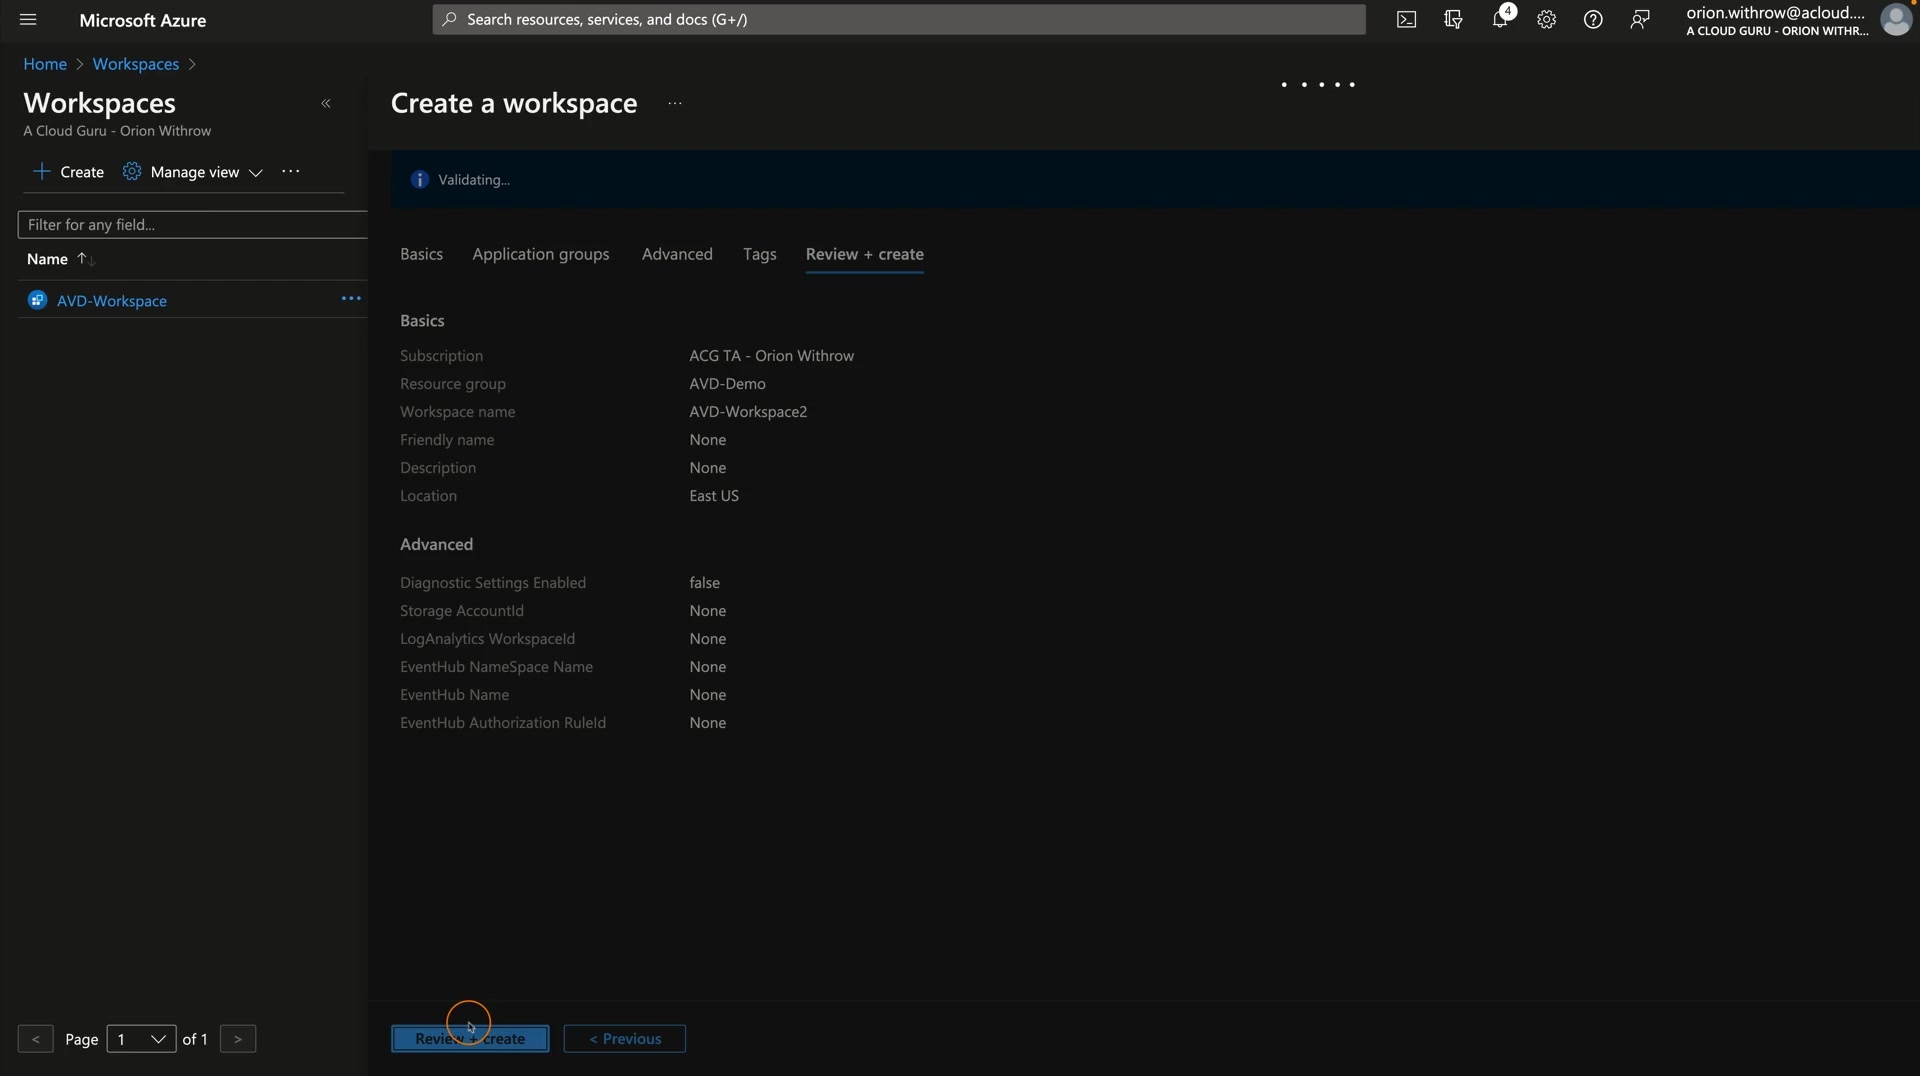 Microsoft Azure
Search resources, services, and docs (G+/)
4
orion.withrow@acloud....
A CLOUD GURU - ORION WITHR...
Home > Workspaces >
Workspaces
«
A Cloud Guru - Orion Withrow
Create a workspace
...
+ Create
Manage view
...
Validating...
Filter for any field...
Name ↑↓
AVD-Workspace
...
Basics
Application groups
Advanced
Tags
Review + create
Basics
Subscription
ACG TA - Orion Withrow
Resource group
AVD-Demo
Workspace name
AVD-Workspace2
Friendly name
None
Description
None
Location
East US
Advanced
Diagnostic Settings Enabled
false
Storage AccountId
None
LogAnalytics WorkspaceId
None
EventHub NameSpace Name
None
EventHub Name
None
EventHub Authorization RuleId
None
< Page 1 of 1 >
Review + create
< Previous